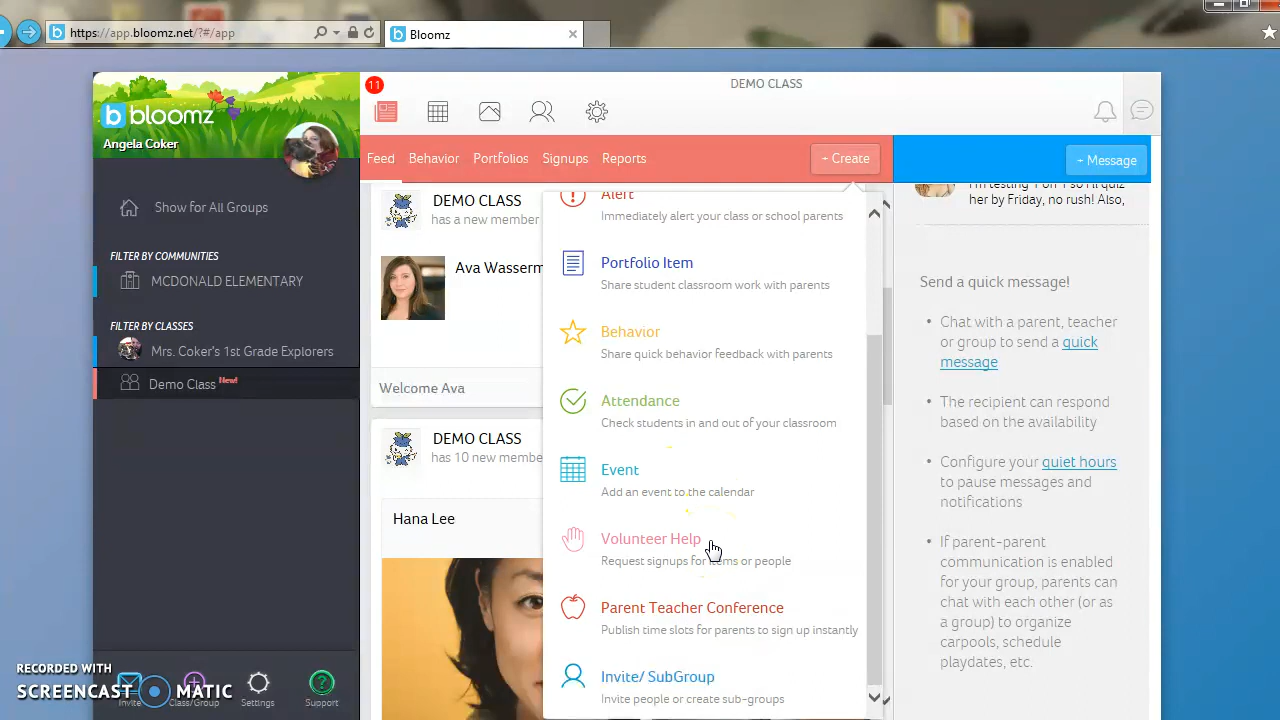 https://app.bloomz.net/?#/app
Bloomz
bloomz
Angela Coker
Show for All Groups
FILTER BY COMMUNITIES
MCDONALD ELEMENTARY
FILTER BY CLASSES
Mrs. Coker's 1st Grade Explorers
Demo Class New!
Invite
Class/Group
Settings
Support
RECORDED WITH
SCREENCAST MATIC
11
DEMO CLASS
Feed Behavior Portfolios Signups Reports
+ Create
+ Message
DEMO CLASS
has a new member
Ava Wasserm
Welcome Ava
DEMO CLASS
has 10 new membe
Hana Lee
Alert
Immediately alert your class or school parents
Portfolio Item
Share student classroom work with parents
Behavior
Share quick behavior feedback with parents
Attendance
Check students in and out of your classroom
Event
Add an event to the calendar
Volunteer Help
Request signups for items or people
Parent Teacher Conference
Publish time slots for parents to sign up instantly
Invite/ SubGroup
Invite people or create sub-groups
her by Friday, no rush! Also,
Send a quick message!
• Chat with a parent, teacher
or group to send a quick
message
• The recipient can respond
based on the availability
• Configure your quiet hours
to pause messages and
notifications
• If parent-parent
communication is enabled
for your group, parents can
chat with each other (or as
a group) to organize
carpools, schedule
playdates, etc.